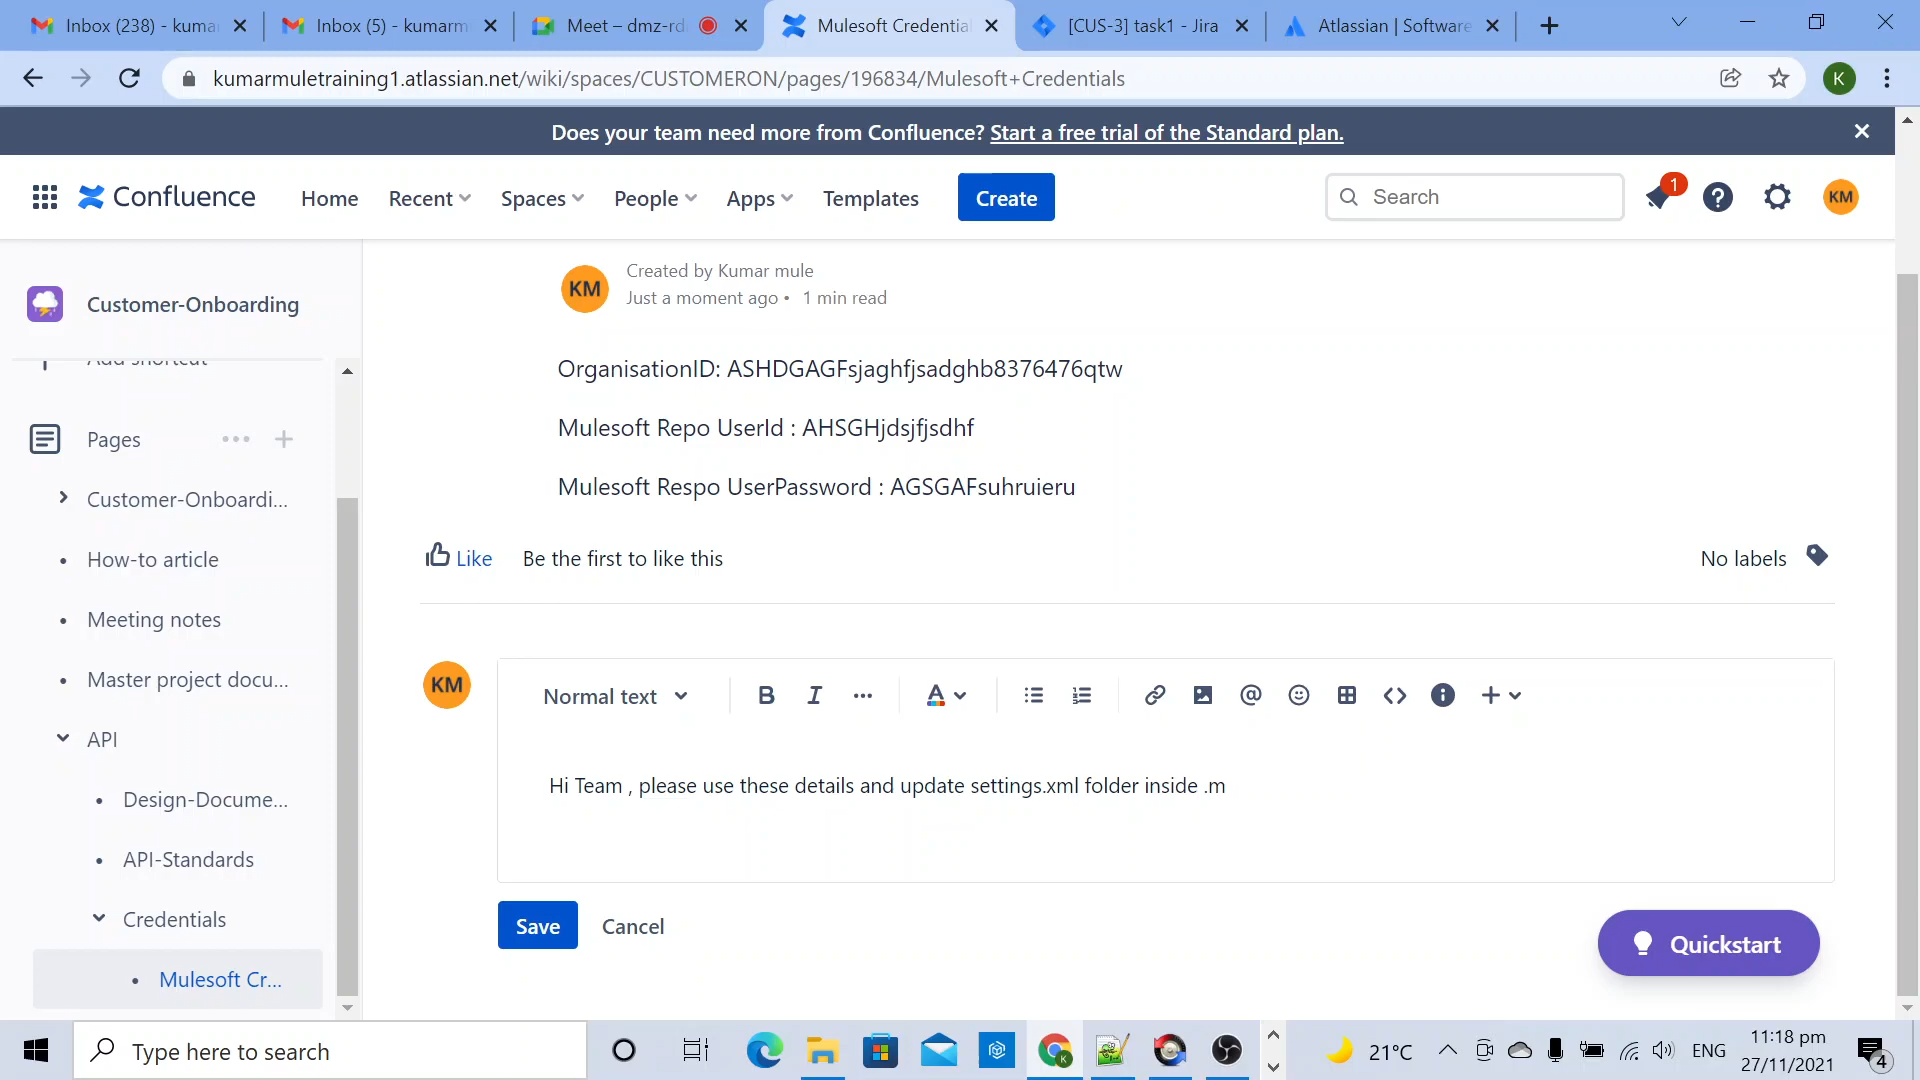 Inbox (238) - kuma
Inbox (5) - kumarm
Meet – dmz-rd
Mulesoft Credentia
[CUS-3] task1 - Jira
Atlassian | Software
kumarmuletraining1.atlassian.net/wiki/spaces/CUSTOMERON/pages/196834/Mulesoft+Credentials
K
Does your team need more from Confluence? Start a free trial of the Standard plan.
Confluence
Home
Recent
Spaces
People
Apps
Templates
Create
Search
1
KM
Customer-Onboarding
Add shortcut
Pages
Customer-Onboardi...
How-to article
Meeting notes
Master project docu...
API
Design-Docume...
API-Standards
Credentials
Mulesoft Cr...
KM
Created by Kumar mule
Just a moment ago • 1 min read
OrganisationID: ASHDGAGFsjaghfjsadghb8376476qtw
Mulesoft Repo UserId : AHSGHjdsjfjsdhf
Mulesoft Respo UserPassword : AGSGAFsuhruieru
Like
Be the first to like this
No labels
KM
Normal text
B I ... A
Hi Team , please use these details and update settings.xml folder inside .m
Save
Cancel
Quickstart
Type here to search
21°C
ENG
11:18 pm
27/11/2021
4